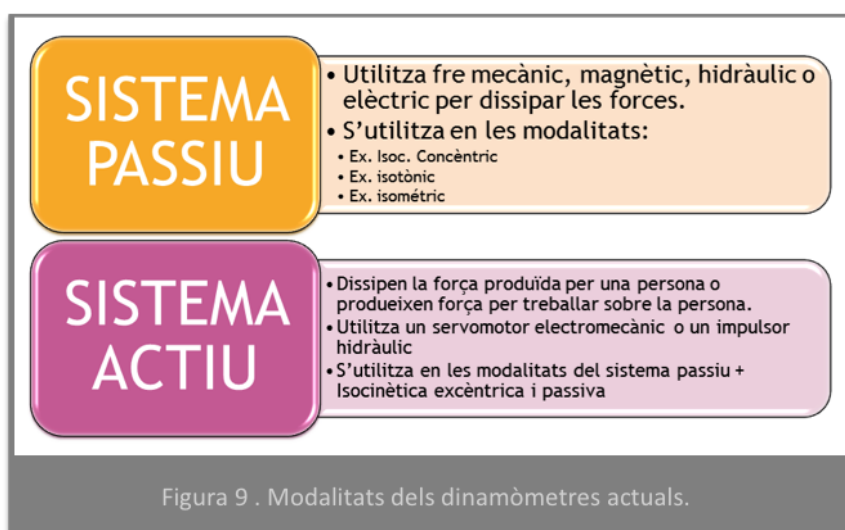 SISTEMA
PASSIU
• Utilitza fre mecànic, magnètic, hidràulic o
elèctric per dissipar les forces.
• S'utilitza en les modalitats:
• Ex. Isoc. Concèntric
• Ex. isotònic
• Ex. isométric
SISTEMA
ACTIU
• Dissipen la força produïda per una persona o
produeixen força per treballar sobre la persona.
• Utilitza un servomotor electromecànic o un impulsor
hidràulic
• S'utilitza en les modalitats del sistema passiu +
Isocinètica excèntrica i passiva
Figura 9 . Modalitats dels dinamòmetres actuals.